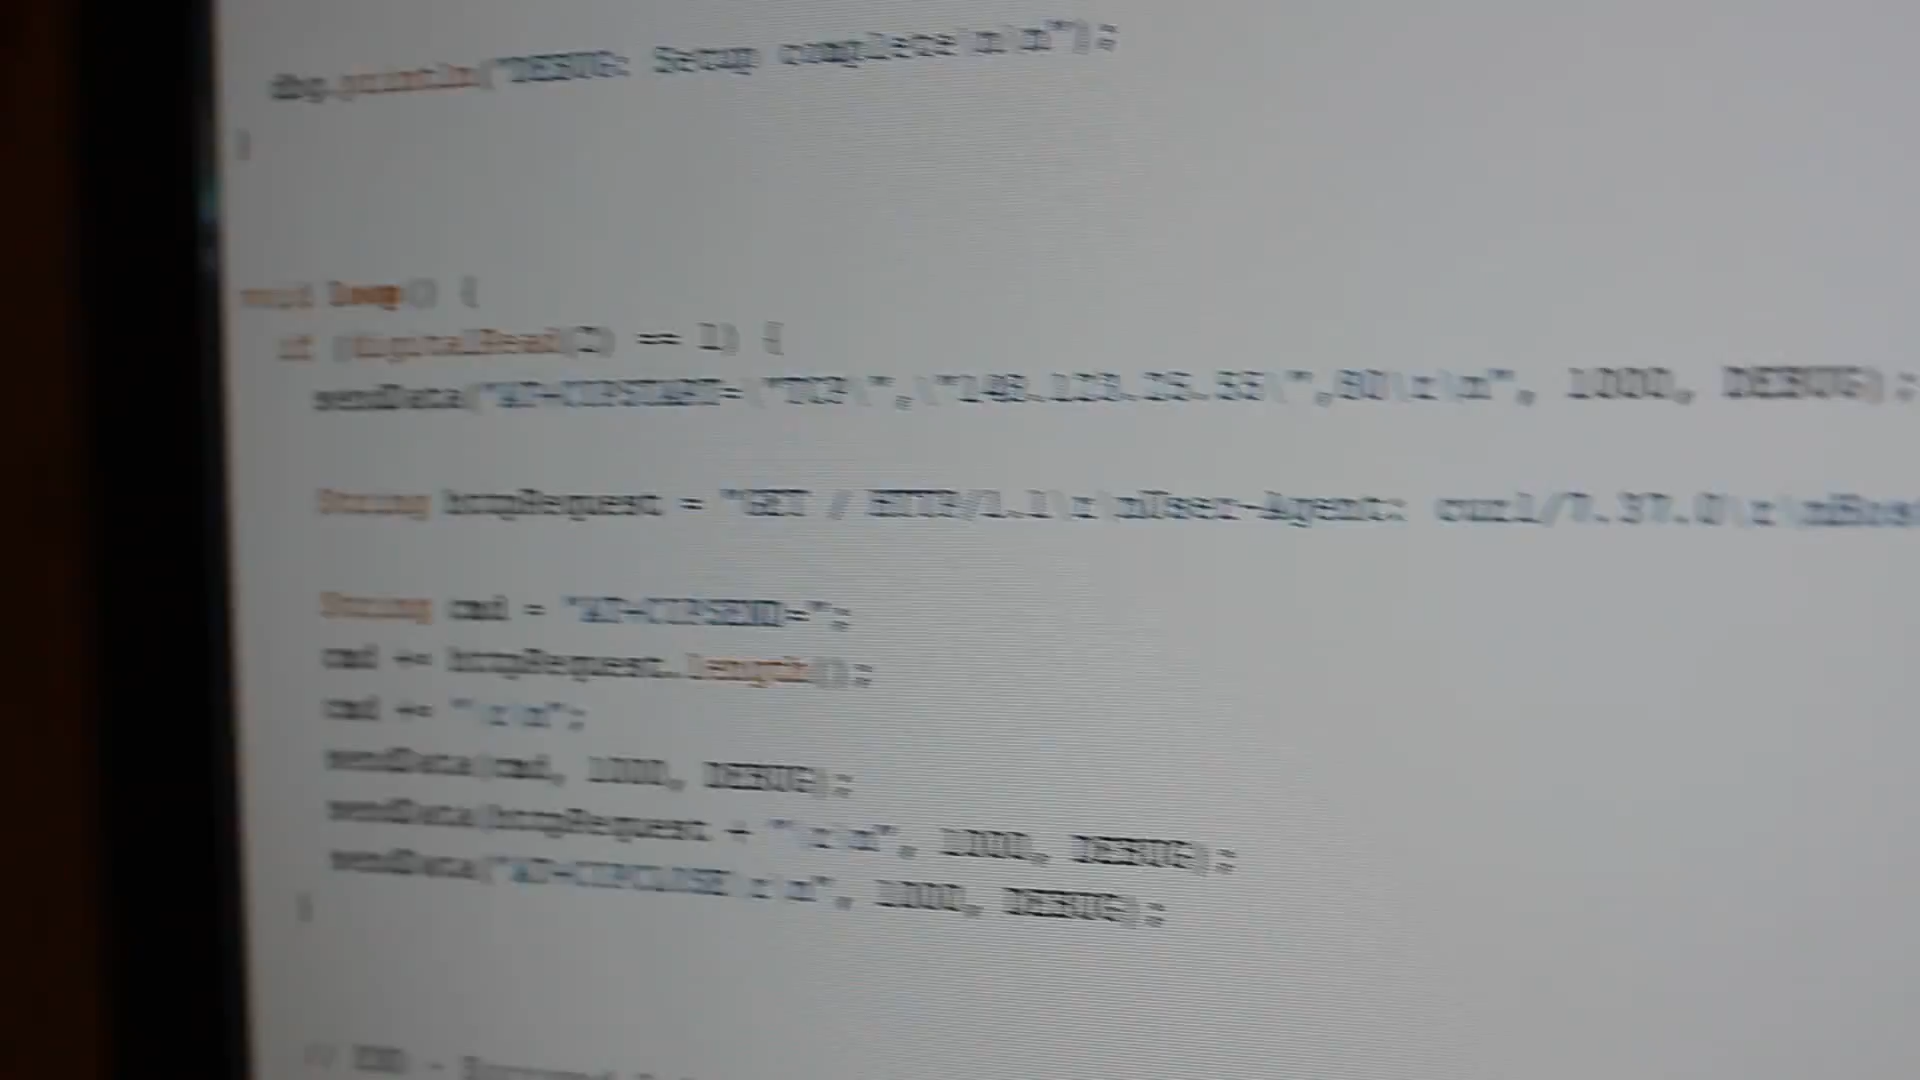 dbg.println("DEBUG: Setup complete\n\n");
}
void loop() {
if (digitalRead(2) == 1) {
sendData("AT+CIPSTART=\"TCP\",\"148.123.25.55\",80\r\n", 1000, DEBUG);
String httpRequest = "GET / HTTP/1.1\r\nUser-Agent: curl/7.37.0\r\nHost
String cmd = "AT+CIPSEND=";
cmd += httpRequest.length();
cmd += "\r\n";
sendData(cmd, 1000, DEBUG);
sendData(httpRequest + "\r\n", 1000, DEBUG);
sendData("AT+CIPCLOSE\r\n", 1000, DEBUG);
}
// END -